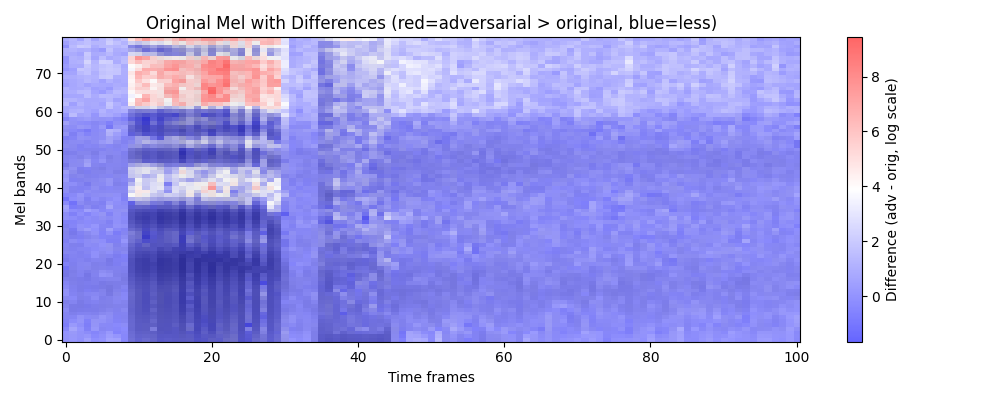 Original Mel with Differences (red=adversarial > original, blue=less)
Mel bands
70
60
50
40
30
20
10
0
0 20 40 60 80 100
Time frames
8
6
4
2
0
Difference (adv - orig, log scale)